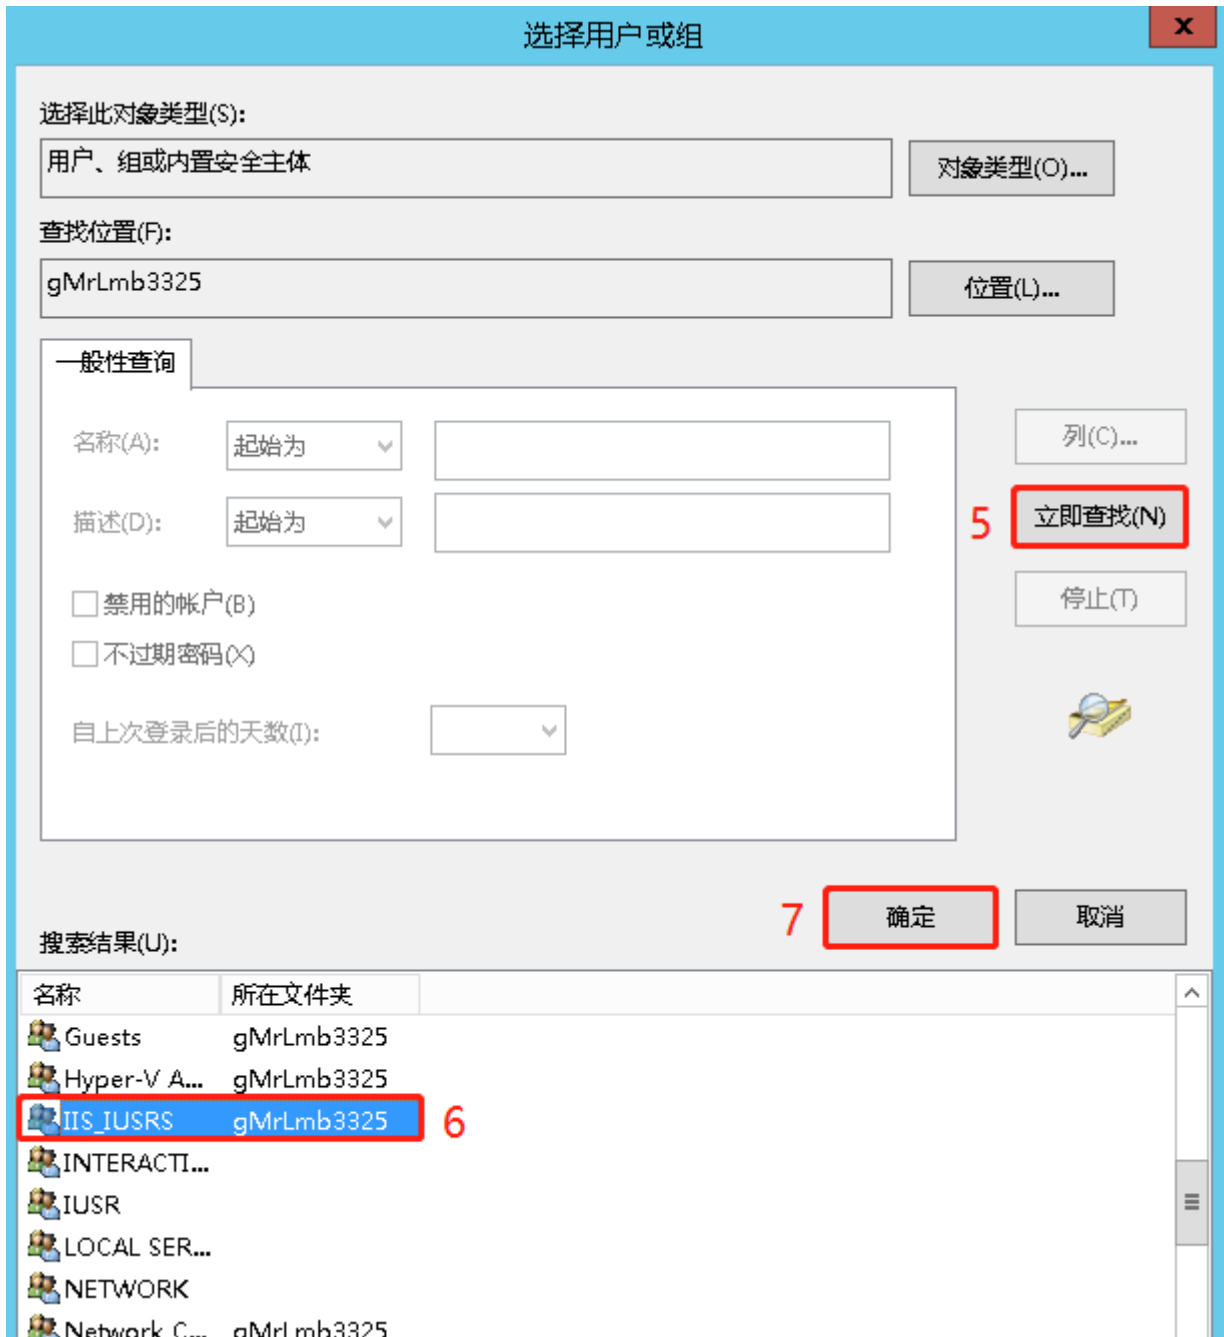 选择用户或组
x
选择此对象类型(S):
用户、组或内置安全主体
对象类型(O)...
查找位置(F):
gMrLmb3325
位置(L)...
一般性查询
名称(A):
起始为
列(C)...
描述(D):
起始为
5
立即查找(N)
禁用的帐户(B)
停止(T)
不过期密码(X)
自上次登录后的天数(I):
7
确定
取消
搜索结果(U):
名称 所在文件夹
Guests gMrLmb3325
Hyper-V A... gMrLmb3325
IIS_IUSRS gMrLmb3325 6
INTERACTI...
IUSR
LOCAL SER...
NETWORK
Network C... gMrLmb3325